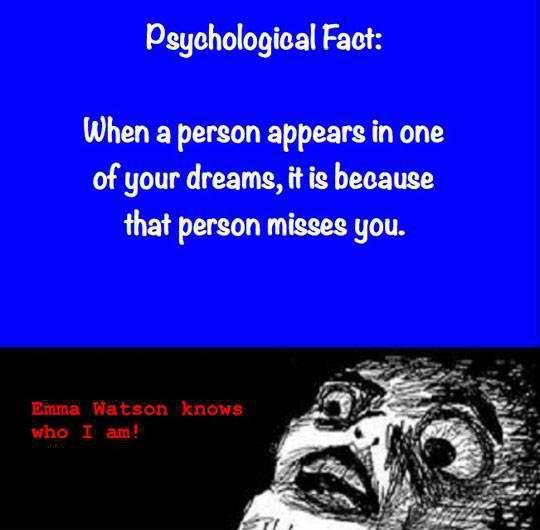 Psychological Fact:
When a person appears in one
of your dreams, it is because
that person misses you.
Emma Watson knows
who I am!